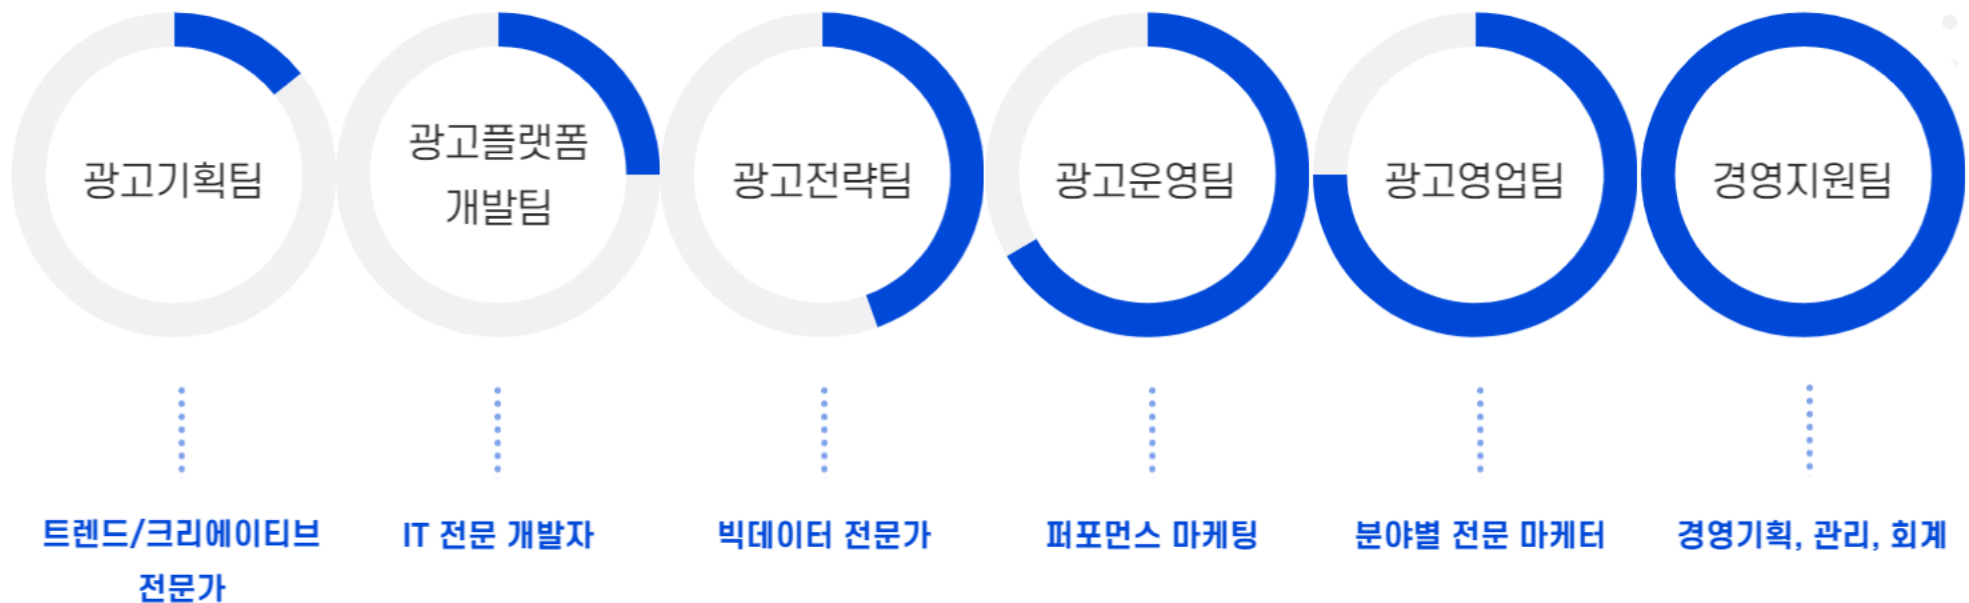 광고기획팀
광고플랫폼
개발팀
광고전략팀
광고운영팀
광고영업팀
경영지원팀
트렌드/크리에이티브
전문가
IT 전문 개발자
빅데이터 전문가
퍼포먼스 마케팅
분야별 전문 마케터
경영기획, 관리, 회계